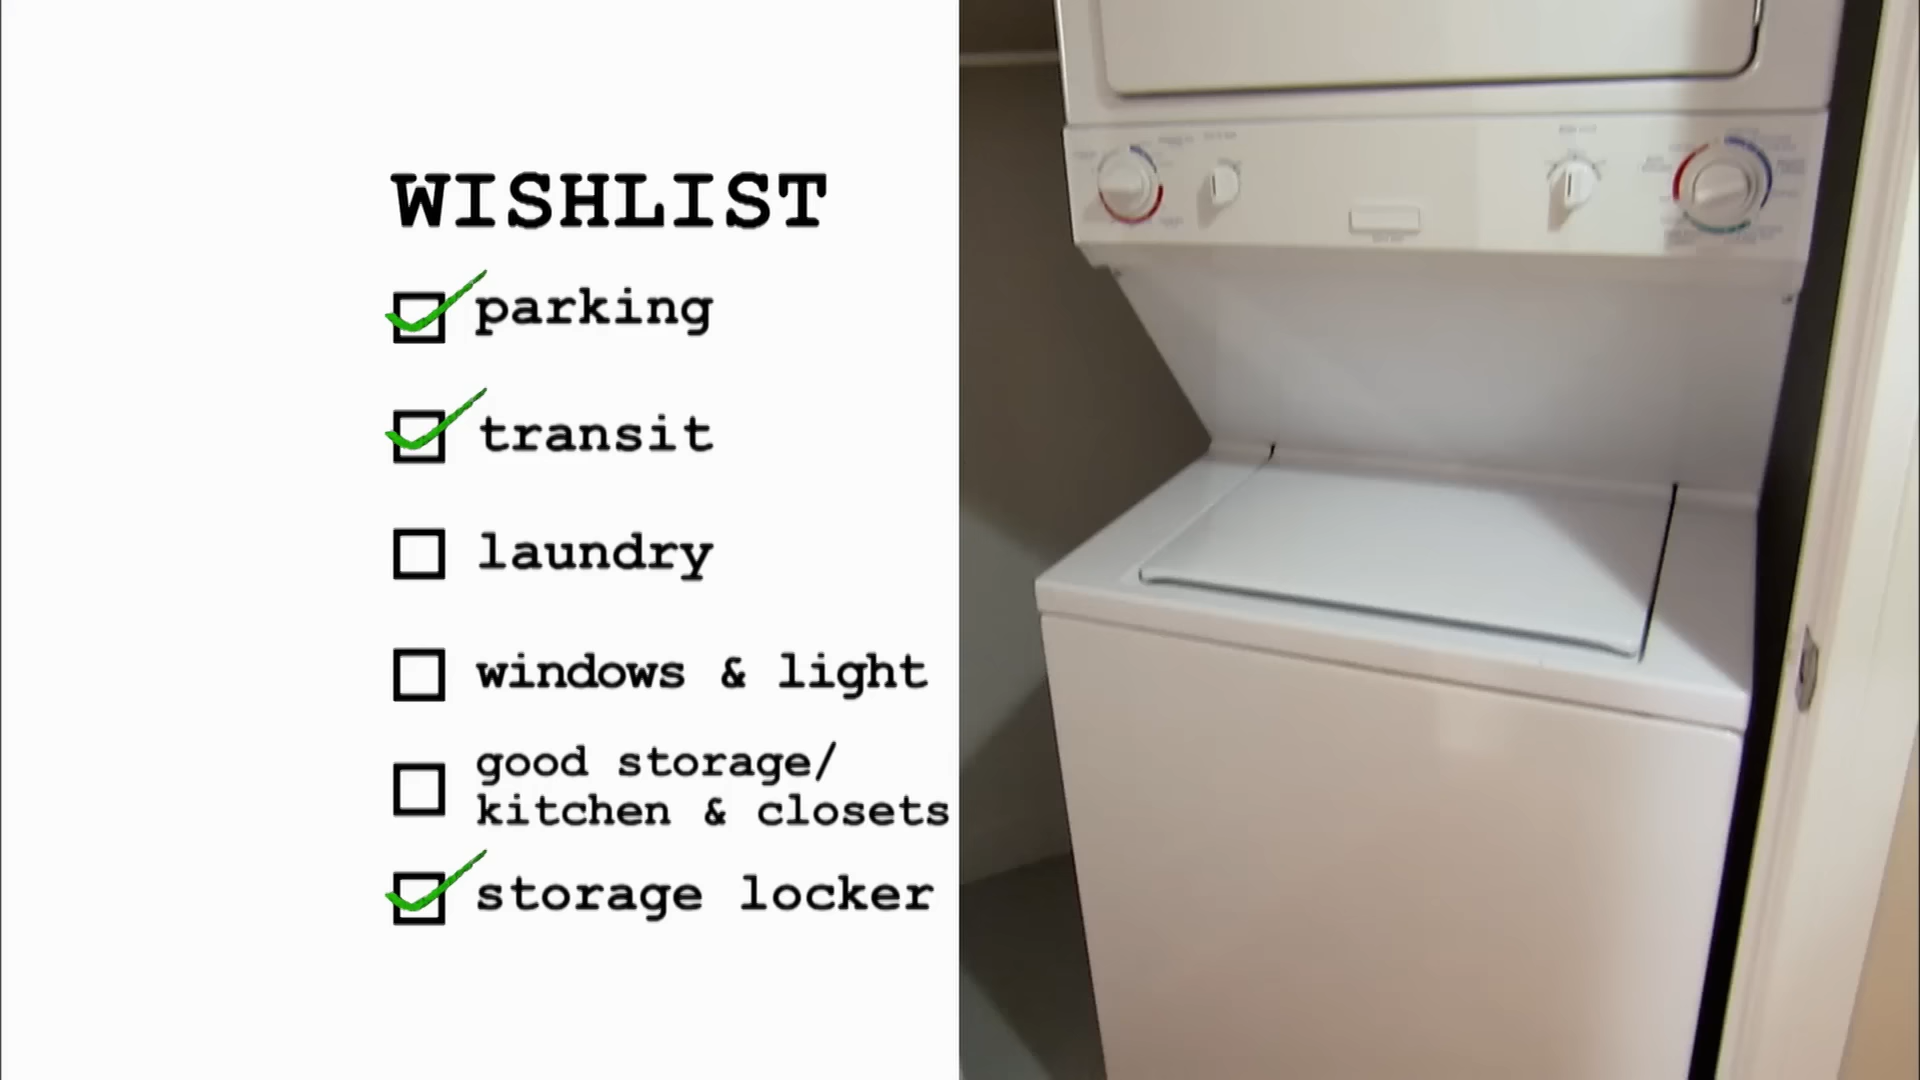 WISHLIST
parking
transit
laundry
windows & light
good storage/
kitchen & closets
storage locker